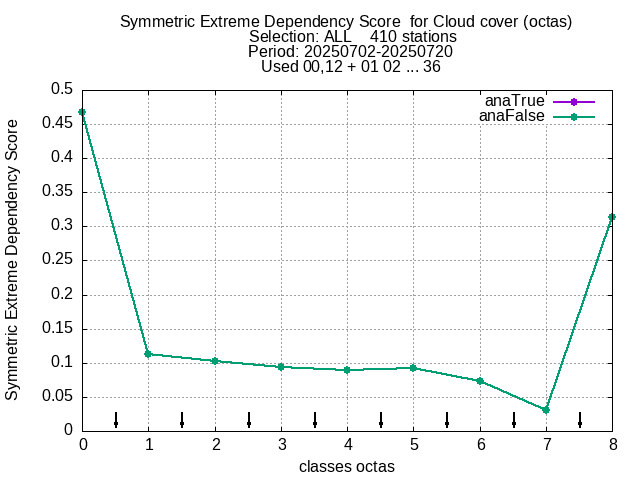 Symmetric Extreme Dependency Score  for Cloud cover (octas)
Selection: ALL    410 stations
Period: 20250702-20250720
Used 00,12 + 01 02 ... 36
anaTrue
anaFalse
Symmetric Extreme Dependency Score
0.5
0.45
0.4
0.35
0.3
0.25
0.2
0.15
0.1
0.05
0
0 1 2 3 4 5 6 7 8
classes octas